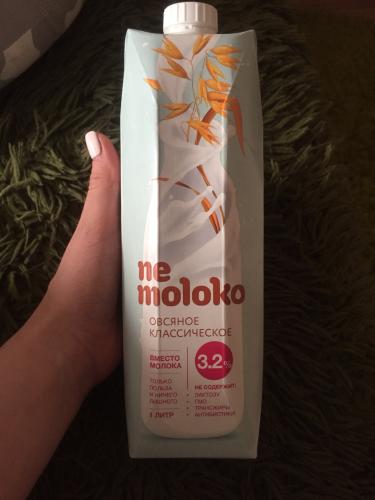 ne
moloko
ОВСЯНОЕ
КЛАССИЧЕСКОЕ
ВМЕСТО
МОЛОКА
3.2%
ТОЛЬКО
ПОЛЬЗА
И НИЧЕГО
ЛИШНЕГО
1 ЛИТР
НЕ СОДЕРЖИТ:
• ЛАКТОЗУ
• ГМО
• ТРАНСЖИРЫ
• АНТИБИОТИКИ